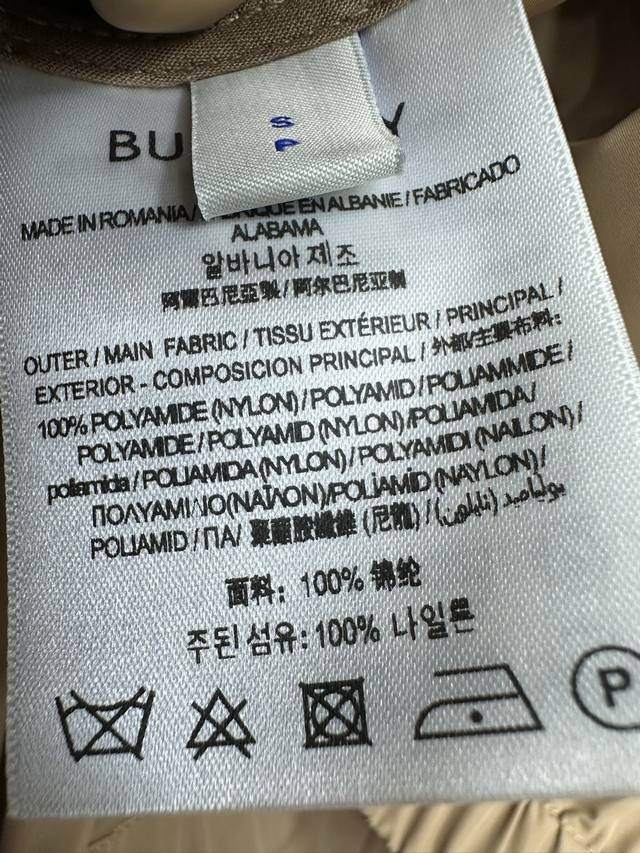 S
P
BU Y
MADE IN ROMANIA/ QUE EN ALBANIE / FABRICADO
ALABAMA
알바니아 제조
阿爾巴尼亞製 / 阿尔巴尼亚制
OUTER / MAIN FABRIC / TISSU EXTÉRIEUR / PRINCIPAL /
EXTERIOR - COMPOSICION PRINCIPAL / 外部/主要布料:
100% POLYAMIDE (NYLON) / POLYAMID / POLIAMMIDE /
POLYAMIDE / POLYAMID (NYLON) /POLIAMIDA/
poliamida / POLIAMIDA (NYLON) / POLYAMIDI (NAILON) /
(ΝΑΪΛΟΝ)/POLİAMİD (NAYLON) /
POLIAMID / ПА/ 聚醯胺纖維 (尼龍) / (نايلون) بولياميد
面料: 100% 锦纶
주된 섬유: 100% 나일론
P